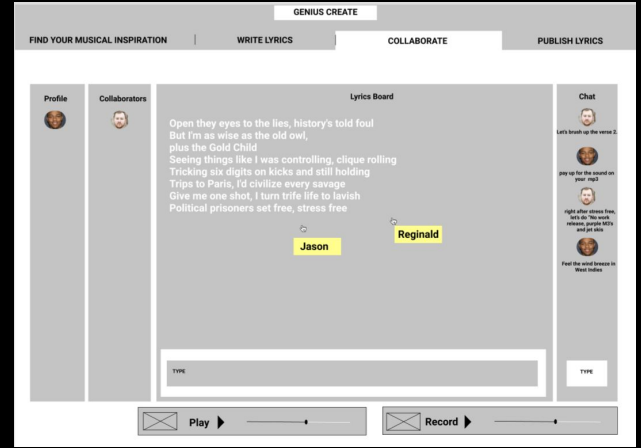 GENIUS CREATE
FIND YOUR MUSICAL INSPIRATION
WRITE LYRICS
COLLABORATE
PUBLISH LYRICS
Profile
Collaborators
Lyrics Board
Open they eyes to the lies, history's told foul
But I'm as wise as the old owl,
plus the Gold Child
Seeing things like I was controlling, clique rolling
Tricking six digits on kicks and still holding
Trips to Paris, I'd civilize every savage
Give me one shot, I turn trife life to lavish
Political prisoners set free, stress free
Jason
Reginald
TYPE
Chat
Let's brush up the verse 2.
pay up for the sound on
your mp3
right after stress free,
let's do "No work
release, purple M3's
and jet skis
Feel the wind breeze in
West Indies
TYPE
Play
Record